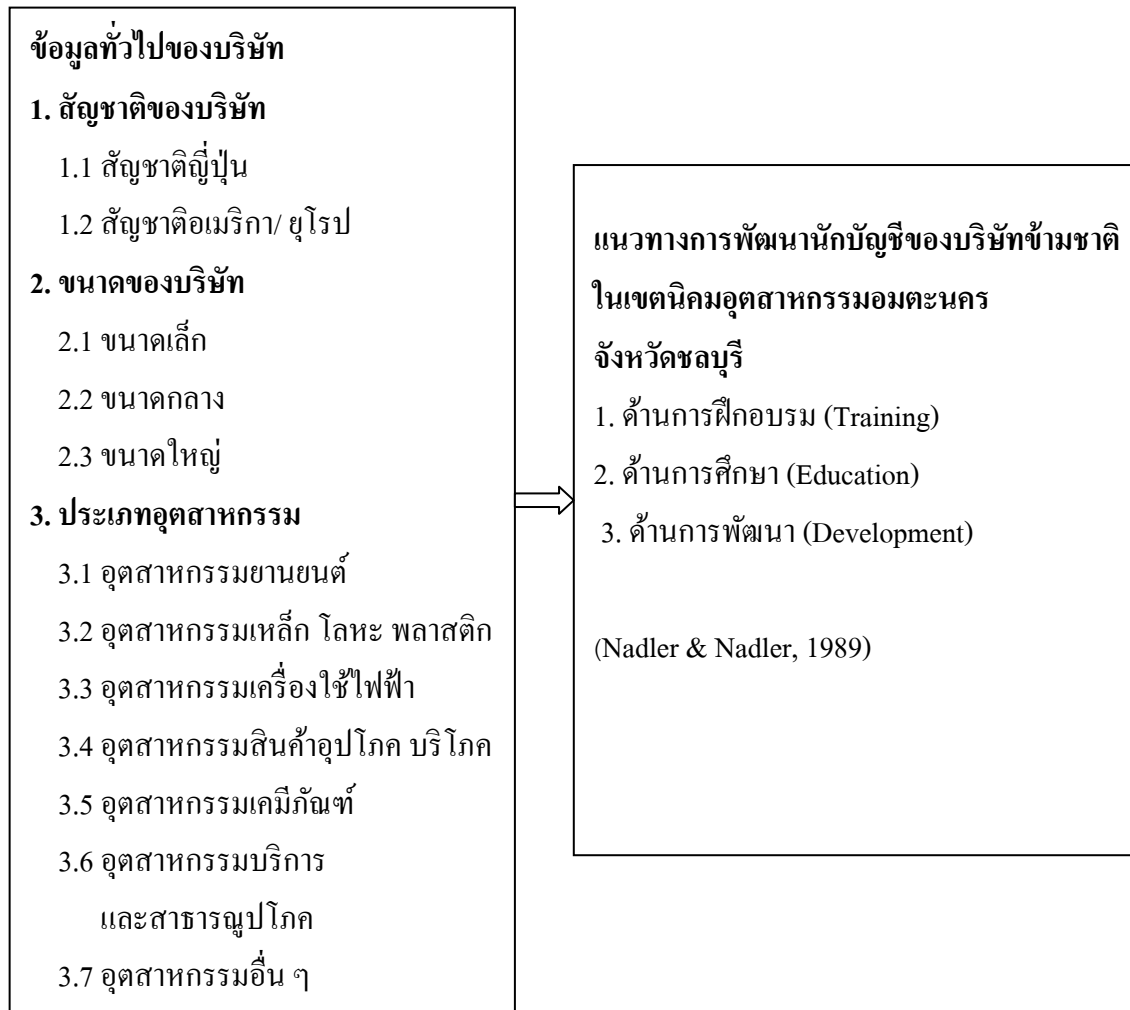 ข้อมูลทั่วไปของบริษัท
1. สัญชาติของบริษัท
1.1 สัญชาติญี่ปุ่น
1.2 สัญชาติอเมริกา/ ยุโรป
2. ขนาดของบริษัท
2.1 ขนาดเล็ก
2.2 ขนาดกลาง
2.3 ขนาดใหญ่
3. ประเภทอุตสาหกรรม
3.1 อุตสาหกรรมยานยนต์
3.2 อุตสาหกรรมเหล็ก โลหะ พลาสติก
3.3 อุตสาหกรรมเครื่องใช้ไฟฟ้า
3.4 อุตสาหกรรมสินค้าอุปโภค บริโภค
3.5 อุตสาหกรรมเคมีภัณฑ์
3.6 อุตสาหกรรมบริการ
และสาธารณูปโภค
3.7 อุตสาหกรรมอื่น ๆ
แนวทางการพัฒนานักบัญชีของบริษัทข้ามชาติ
ในเขตนิคมอุตสาหกรรมอมตะนคร
จังหวัดชลบุรี
1. ด้านการฝึกอบรม (Training)
2. ด้านการศึกษา (Education)
3. ด้านการพัฒนา (Development)
(Nadler & Nadler, 1989)